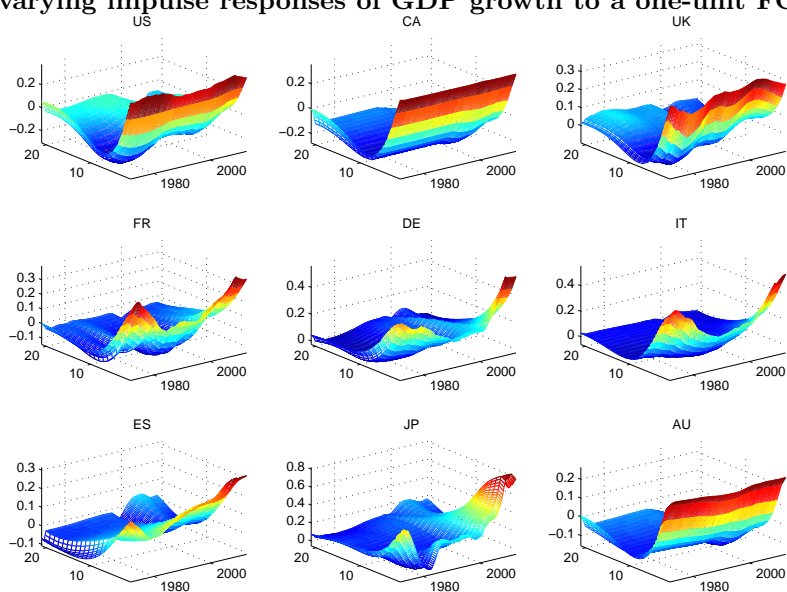 varying impulse responses of GDP growth to a one-unit
US CA UK
0.2 0 −0.2 20 10 1980 2000
0.2 0 −0.2 20 10 1980 2000
0.3 0.2 0.1 0 20 10 1980 2000
FR DE IT
0.3 0.2 0.1 0 −0.1 20 10 1980 2000
0.4 0.2 0 20 10 1980 2000
0.4 0.2 0 20 10 1980 2000
ES JP AU
0.3 0.2 0.1 0 −0.1 20 10 1980 2000
0.8 0.6 0.4 0.2 0 20 10 1980 2000
0.2 0.1 0 −0.1 20 10 1980 2000